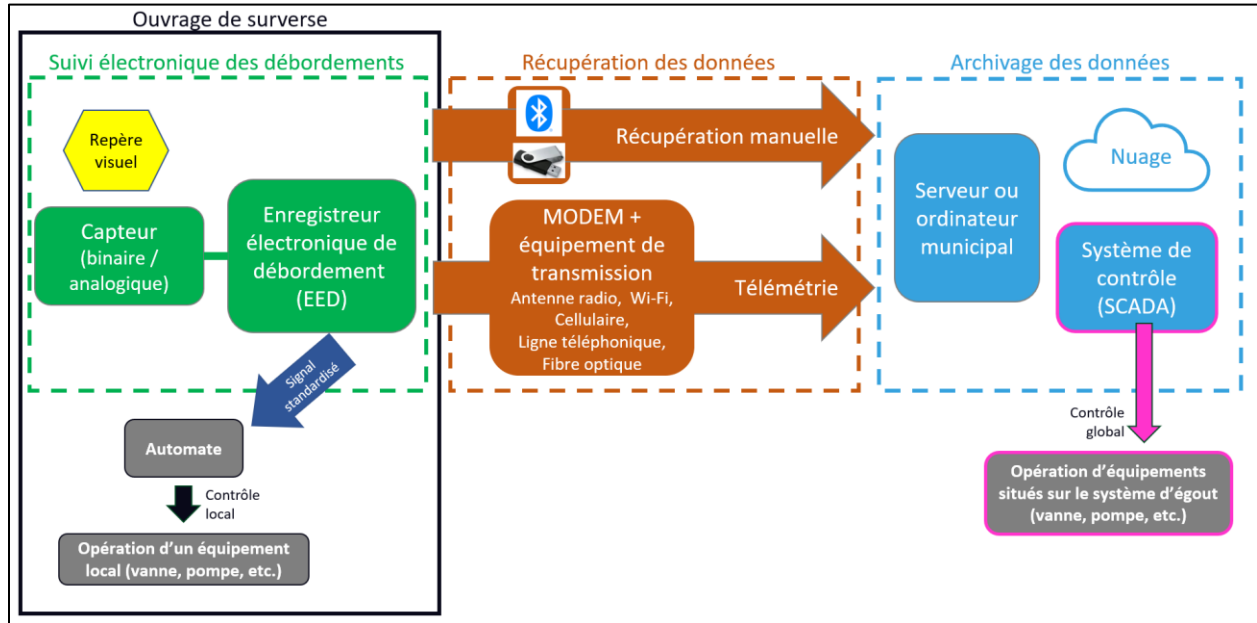 Ouvrage de surverse
Suivi électronique des débordements
Repère
visuel
Capteur
(binaire /
analogique)
Enregistreur
électronique de
débordement
(EED)
Signal
standardisé
Automate
Contrôle
local
Opération d'un équipement
local (vanne, pompe, etc.)
Récupération des données
Récupération manuelle
MODEM +
équipement de
transmission
Antenne radio, Wi-Fi,
Cellulaire,
Ligne téléphonique,
Fibre optique
Télémétrie
Archivage des données
Serveur ou
ordinateur
municipal
Nuage
Système de
contrôle
(SCADA)
Contrôle
global
Opération d'équipements
situés sur le système d'égout
(vanne, pompe, etc.)